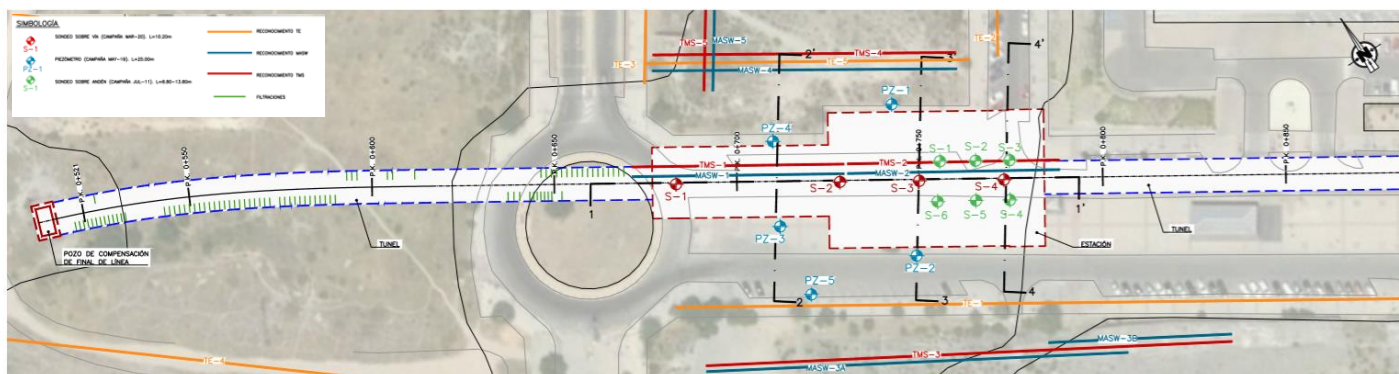 SIMBOLOGÍA
SONDEO SOBRE VÍA (CAMPAÑA MAR-20). L=10.20m
S-1
PIEZÓMETRO (CAMPAÑA MAY-19). L=25.00m
PZ-1
SONDEO SOBRE ANDÉN (CAMPAÑA JUL-11). L=6.80-13.60m
S-1
RECONOCIMIENTO TE
RECONOCIMIENTO MASW
RECONOCIMIENTO TMS
FILTRACIONES
TMS-5
MASW-5
TE-3
TMS-4
TE-2
MASW-4
2'
3'
4'
PZ-1
PZ-4
P.K. 0+521
P.K. 0+550
P.K. 0+600
P.K. 0+650
P.K. 0+700
P.K. 0+750
P.K. 0+800
P.K. 0+850
TMS-1
MASW-1
TMS-2
MASW-2
S-1
S-2
S-3
S-1
S-2
S-3
S-4
S-6
S-5
S-4
1
1'
TUNEL
ESTACIÓN
TUNEL
POZO DE COMPENSACIÓN
DE FINAL DE LÍNEA
PZ-3
PZ-2
PZ-5
2
3
4
TE-1
TE-4
TMS-3
MASW-3A
MASW-3B